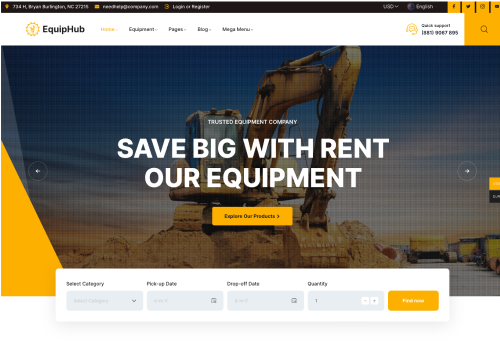 704 H, Bryan Burlington, NC 27215 needhelp@company.com Login or Register USD English
EquipHub Home Equipment Pages Blog Mega Menu
Quick support
(881) 9067 895
TRUSTED EQUIPMENT COMPANY
SAVE BIG WITH RENT
OUR EQUIPMENT
Explore Our Products
Select Category Pick-up Date Drop-off Date Quantity
Select Category 1 Find now